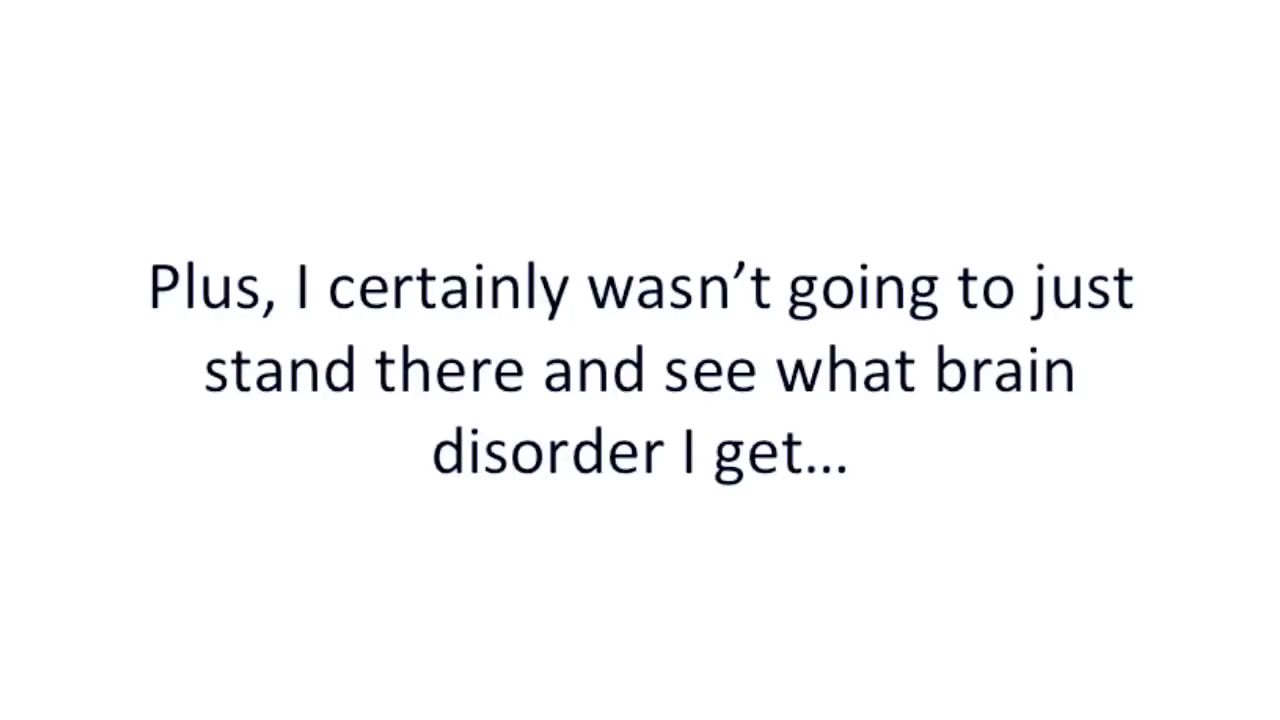 Plus, I certainly wasn’t going to just
stand there and see what brain
disorder I get...